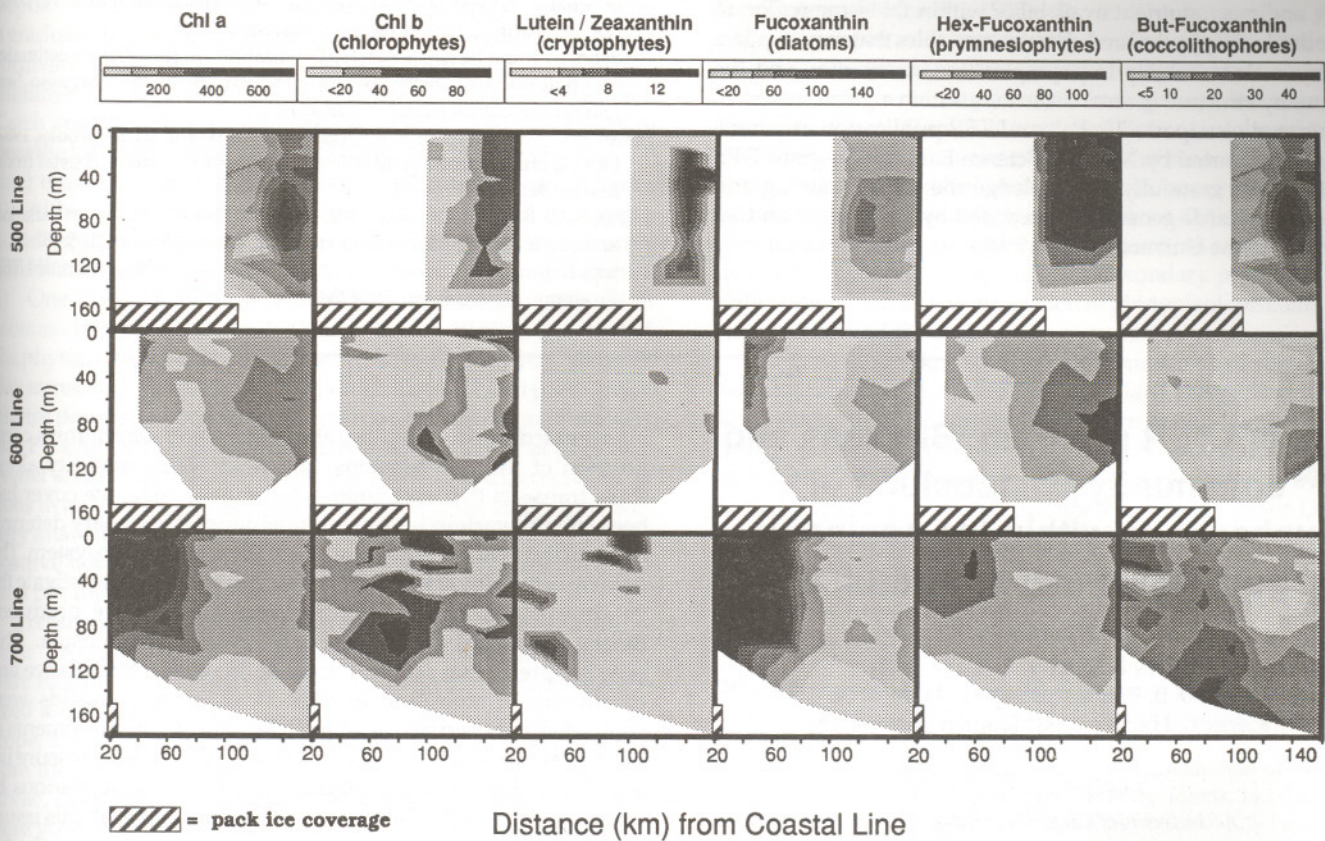 Chl a
Chl b
(chlorophytes)
Lutein / Zeaxanthin
(cryptophytes)
Fucoxanthin
(diatoms)
Hex-Fucoxanthin
(prymnesiophytes)
But-Fucoxanthin
(coccolithophores)
200 400 600
<20 40 60 80
<4 8 12
<20 60 100 140
<20 40 60 80 100
<5 10 20 30 40
500 Line
Depth (m)
0
40
80
120
160
600 Line
Depth (m)
0
40
80
120
160
700 Line
Depth (m)
0
40
80
120
160
20 60 100
20 60 100
20 60 100
20 60 100
20 60 100
20 60 100 140
= pack ice coverage
Distance (km) from Coastal Line